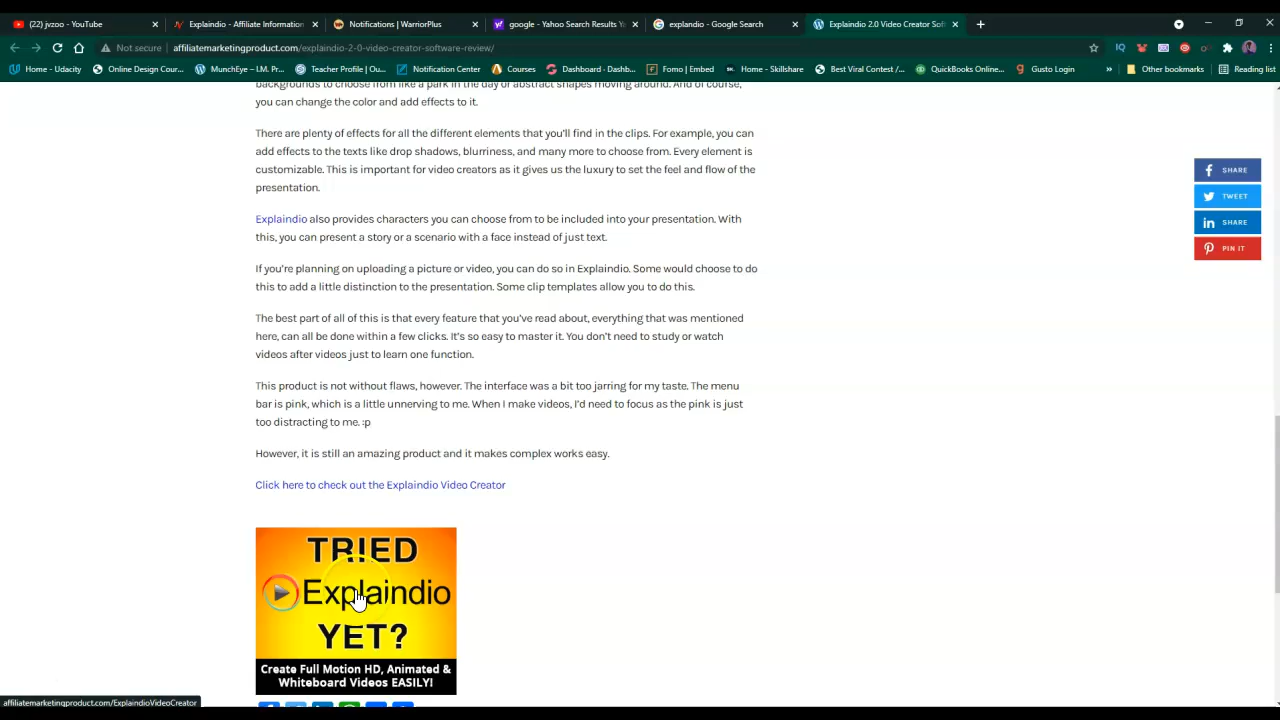 (22) jvzoo - YouTube
Explaindio - Affiliate Information
Notifications | WarriorPlus
google - Yahoo Search Results Y
explandio - Google Search
Explaindio 2.0 Video Creator Soft
Not secure
affiliatemarketingproduct.com/explaindio-2-0-video-creator-software-review/
Home - Udacity
Online Design Cour...
MunchEye – I.M. Pr...
Teacher Profile | Ou...
Notification Center
Courses
Dashboard - Dashb...
Fomo | Embed
Home - Skillshare
Best Viral Contest /...
QuickBooks Online...
Gusto Login
»
Other bookmarks
Reading list
backgrounds to choose from like a park in the day or abstract shapes moving around. And of course,
you can change the color and add effects to it.
There are plenty of effects for all the different elements that you'll find in the clips. For example, you can
add effects to the texts like drop shadows, blurriness, and many more to choose from. Every element is
customizable. This is important for video creators as it gives us the luxury to set the feel and flow of the
presentation.
Explaindio also provides characters you can choose from to be included into your presentation. With
this, you can present a story or a scenario with a face instead of just text.
If you're planning on uploading a picture or video, you can do so in Explaindio. Some would choose to do
this to add a little distinction to the presentation. Some clip templates allow you to do this.
The best part of all of this is that every feature that you've read about, everything that was mentioned
here, can all be done within a few clicks. It's so easy to master it. You don't need to study or watch
videos after videos just to learn one function.
This product is not without flaws, however. The interface was a bit too jarring for my taste. The menu
bar is pink, which is a little unnerving to me. When I make videos, I'd need to focus as the pink is just
too distracting to me. :p
However, it is still an amazing product and it makes complex works easy.
Click here to check out the Explaindio Video Creator
TRIED
Explaindio
YET?
Create Full Motion HD, Animated &
Whiteboard Videos EASILY!
SHARE
TWEET
SHARE
PIN IT
affiliatemarketingproduct.com/ExplaindioVideoCreator